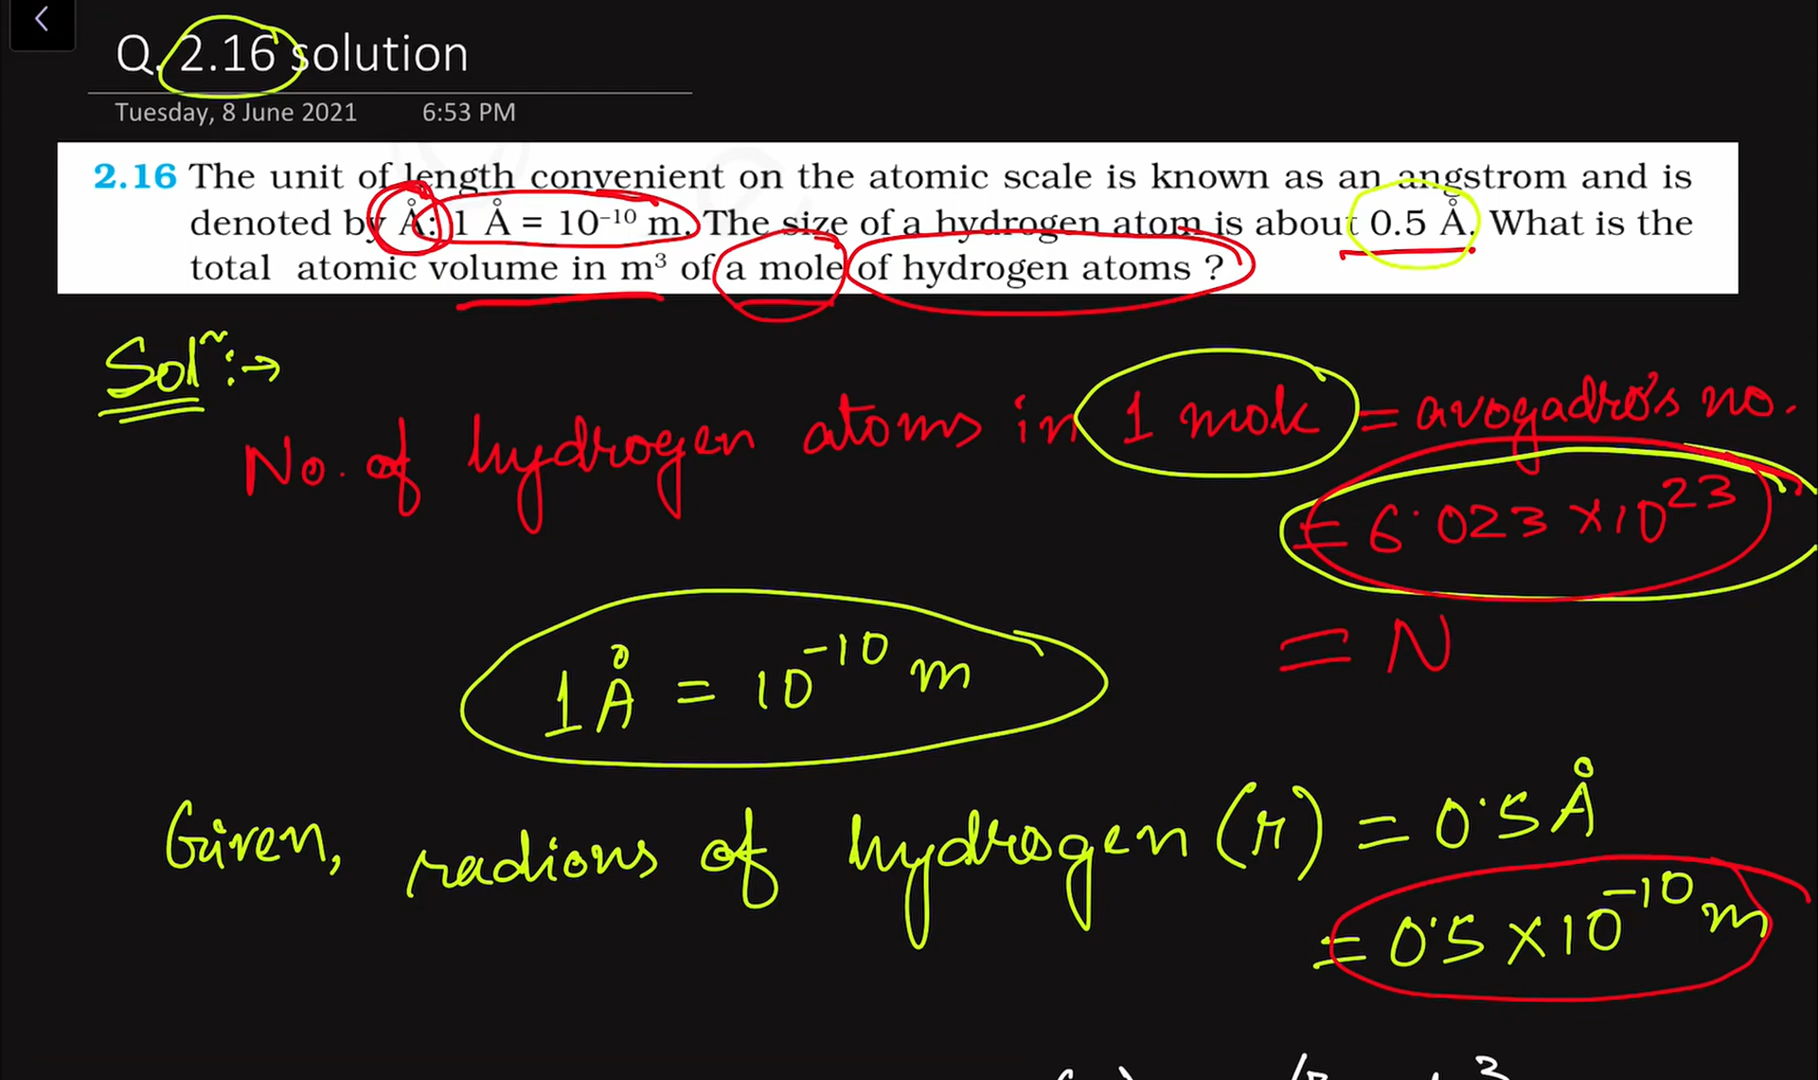 Q. 2.16 solution
Tuesday, 8 June 2021 6:53 PM
2.16 The unit of length convenient on the atomic scale is known as an angstrom and is
denoted by Å: 1 Å = 10⁻¹⁰ m. The size of a hydrogen atom is about 0.5 Å. What is the
total atomic volume in m³ of a mole of hydrogen atoms ?
Solⁿ:→
No. of hydrogen atoms in 1 mole = avogadro's no.
= 6.023 × 10²³
= N
1 Å = 10⁻¹⁰ m
Given, radions of hydrogen (r) = 0.5 Å
= 0.5 × 10⁻¹⁰ m